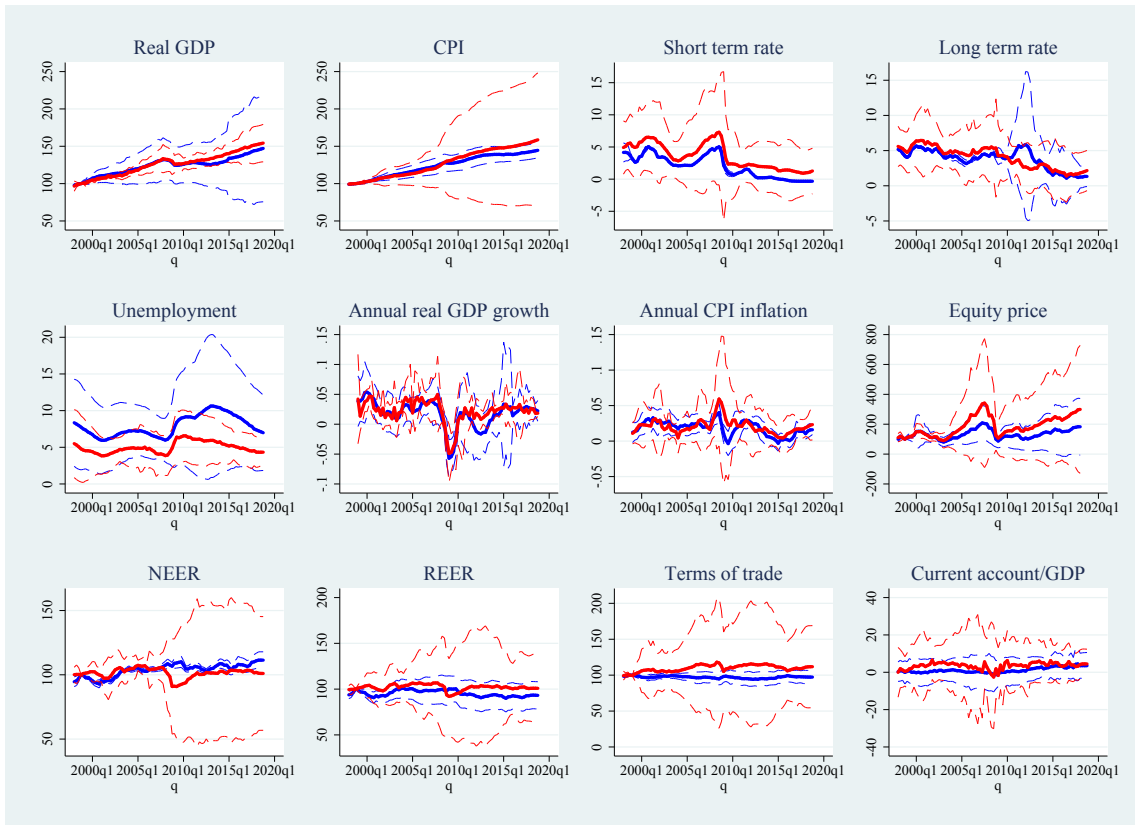 Real GDP
250
200
150
100
50
2000q1 2005q1 2010q1 2015q1 2020q1
q
CPI
250
200
150
100
50
2000q1 2005q1 2010q1 2015q1 2020q1
q
Short term rate
15
10
5
0
-5
2000q1 2005q1 2010q1 2015q1 2020q1
q
Long term rate
15
10
5
0
-5
2000q1 2005q1 2010q1 2015q1 2020q1
q
Unemployment
20
15
10
5
0
2000q1 2005q1 2010q1 2015q1 2020q1
q
Annual real GDP growth
.15
.1
.05
0
-.05
-.1
2000q1 2005q1 2010q1 2015q1 2020q1
q
Annual CPI inflation
.15
.1
.05
0
-.05
2000q1 2005q1 2010q1 2015q1 2020q1
q
Equity price
800
600
400
200
0
-200
2000q1 2005q1 2010q1 2015q1 2020q1
q
NEER
150
100
50
2000q1 2005q1 2010q1 2015q1 2020q1
q
REER
200
150
100
50
2000q1 2005q1 2010q1 2015q1 2020q1
q
Terms of trade
200
150
100
50
0
2000q1 2005q1 2010q1 2015q1 2020q1
q
Current account/GDP
40
20
0
-20
-40
2000q1 2005q1 2010q1 2015q1 2020q1
q